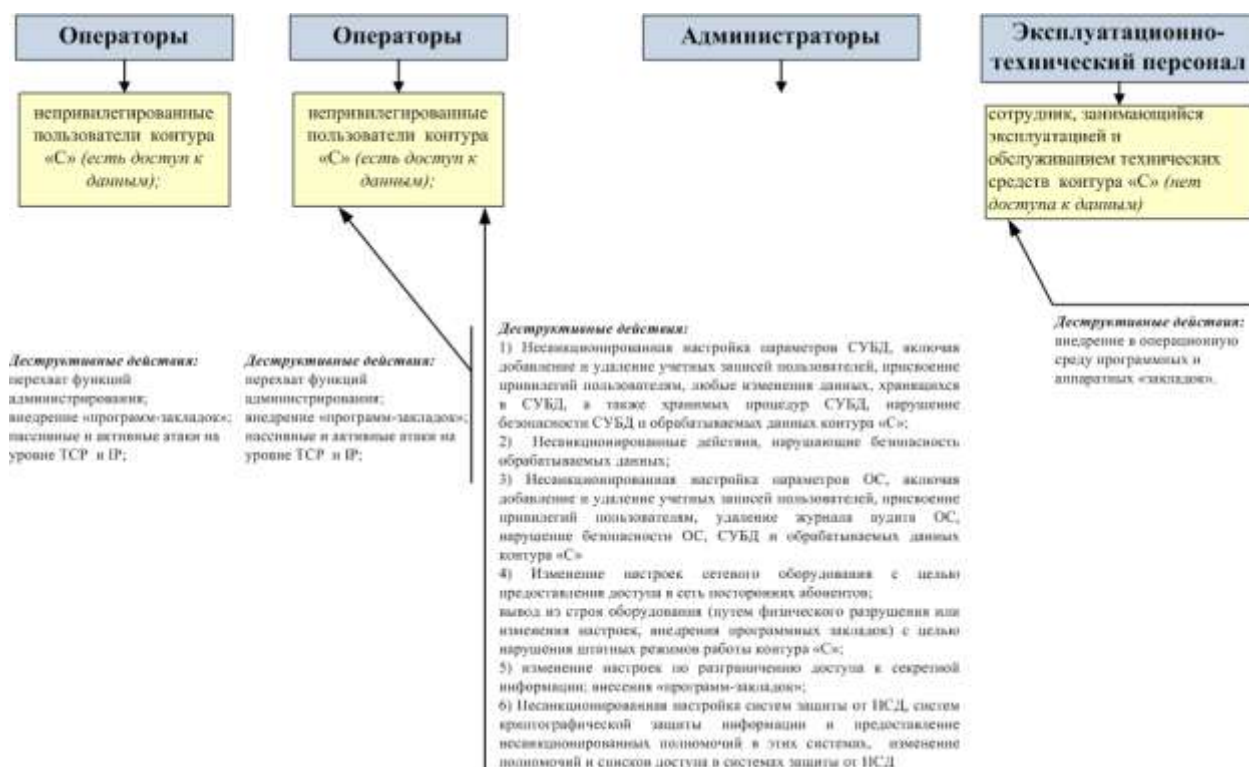 Операторы
непривилегированные
пользователи контура
«С» (есть доступ к
данным);
Деструктивные действия:
перехват функций
администрирования;
внедрение «программ-закладок»;
пассивные и активные атаки на
уровне TCP и IP;
Операторы
непривилегированные
пользователи контура
«С» (есть доступ к
данным);
Деструктивные действия:
перехват функций
администрирования;
внедрение «программ-закладок»;
пассивные и активные атаки на
уровне TCP и IP;
Администраторы
Деструктивные действия:
1) Несанкционированная настройка параметров СУБД, включая
добавление и удаление учетных записей пользователей, присвоение
привилегий пользователям, любые изменения данных, хранящихся
в СУБД, а также хранимых процедур СУБД, нарушение
безопасности СУБД и обрабатываемых данных контура «С»;
2) Несанкционированные действия, нарушающие безопасность
обрабатываемых данных;
3) Несанкционированная настройка параметров ОС, включая
добавление и удаление учетных записей пользователей, присвоение
привилегий пользователям, удаление журнала аудита ОС,
нарушение безопасности ОС, СУБД и обрабатываемых данных
контура «С»
4) Изменение настроек сетевого оборудования с целью
предоставления доступа в сеть посторонних абонентов;
вывод из строя оборудования (путем физического разрушения или
изменения настроек, внедрения программных закладок) с целью
нарушения штатных режимов работы контура «С»;
5) изменение настроек по разграничению доступа к секретной
информации; внесения «программ-закладок»;
6) Несанкционированная настройка систем защиты от НСД, систем
криптографической защиты информации и предоставление
несанкционированных полномочий в этих системах, изменение
полномочий и списков доступа в системах защиты от НСД
Эксплуатационно-
технический персонал
сотрудник, занимающийся
эксплуатацией и
обслуживанием технических
средств контура «С» (нет
доступа к данным)
Деструктивные действия:
внедрение в операционную
среду программных и
аппаратных «закладок».